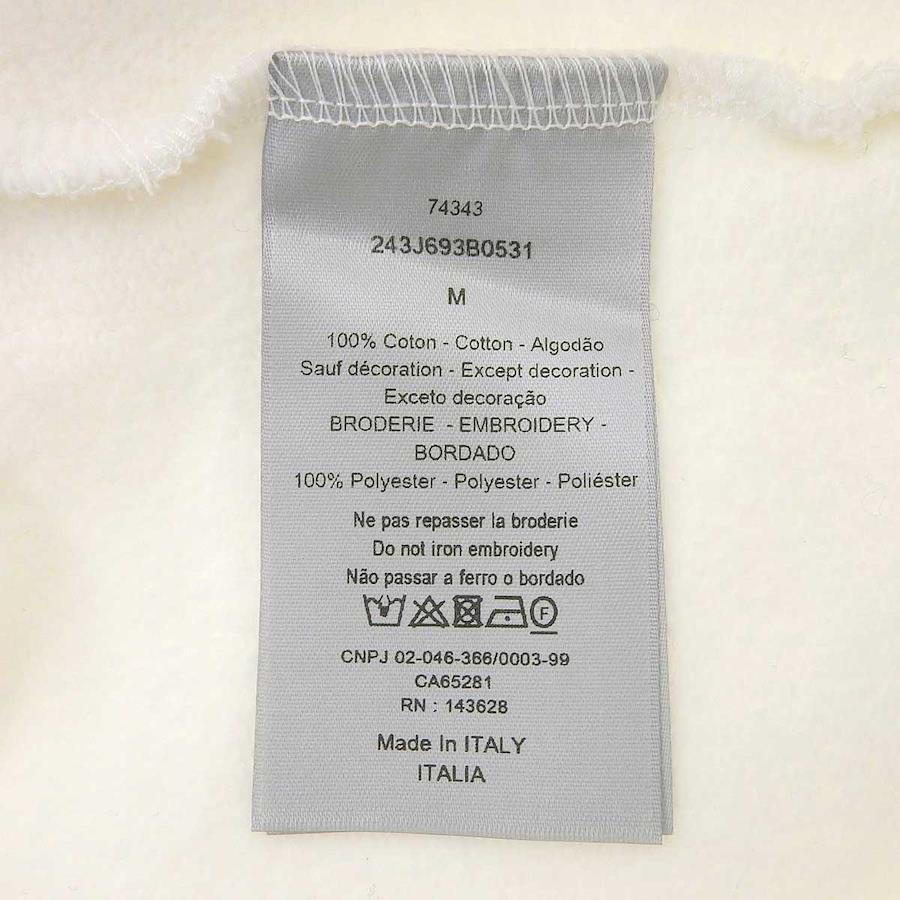 74343
243J693B0531
M
100% Coton - Cotton - Algodão
Sauf décoration - Except decoration -
Exceto decoração
BRODERIE - EMBROIDERY -
BORDADO
100% Polyester - Polyester - Poliéster
Ne pas repasser la broderie
Do not iron embroidery
Não passar a ferro o bordado
F
CNPJ 02-046-366/0003-99
CA65281
RN : 143628
Made In ITALY
ITALIA